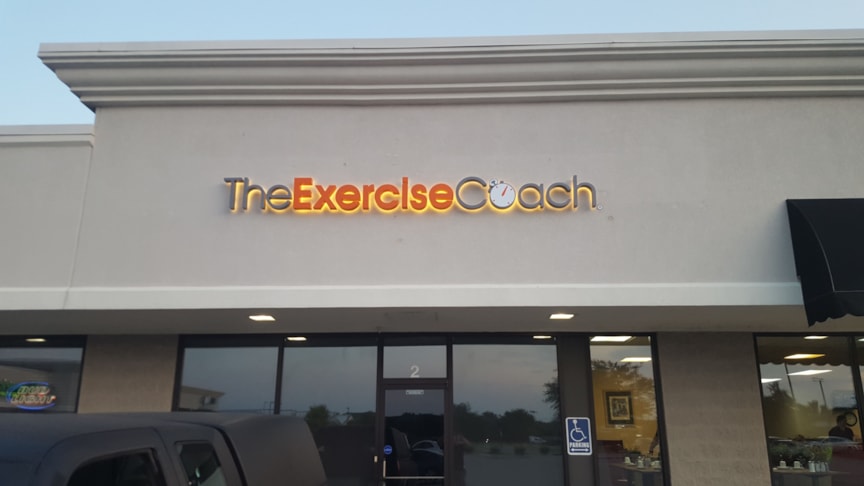 TheExerciseCoach
2
PARKING